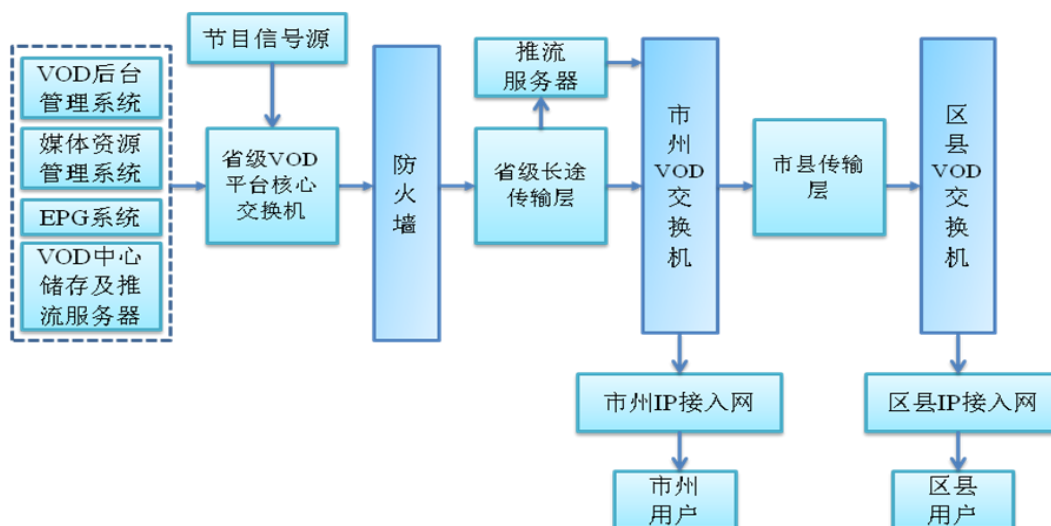 节目信号源
VOD后台
管理系统
媒体资源
管理系统
EPG系统
VOD中心
储存及推
流服务器
省级VOD
平台核心
交换机
防
火
墙
推流
服务器
省级长途
传输层
市
州
VOD
交
换
机
市县传输
层
区
县
VOD
交
换
机
市州IP接入网
区县IP接入网
市州
用户
区县
用户